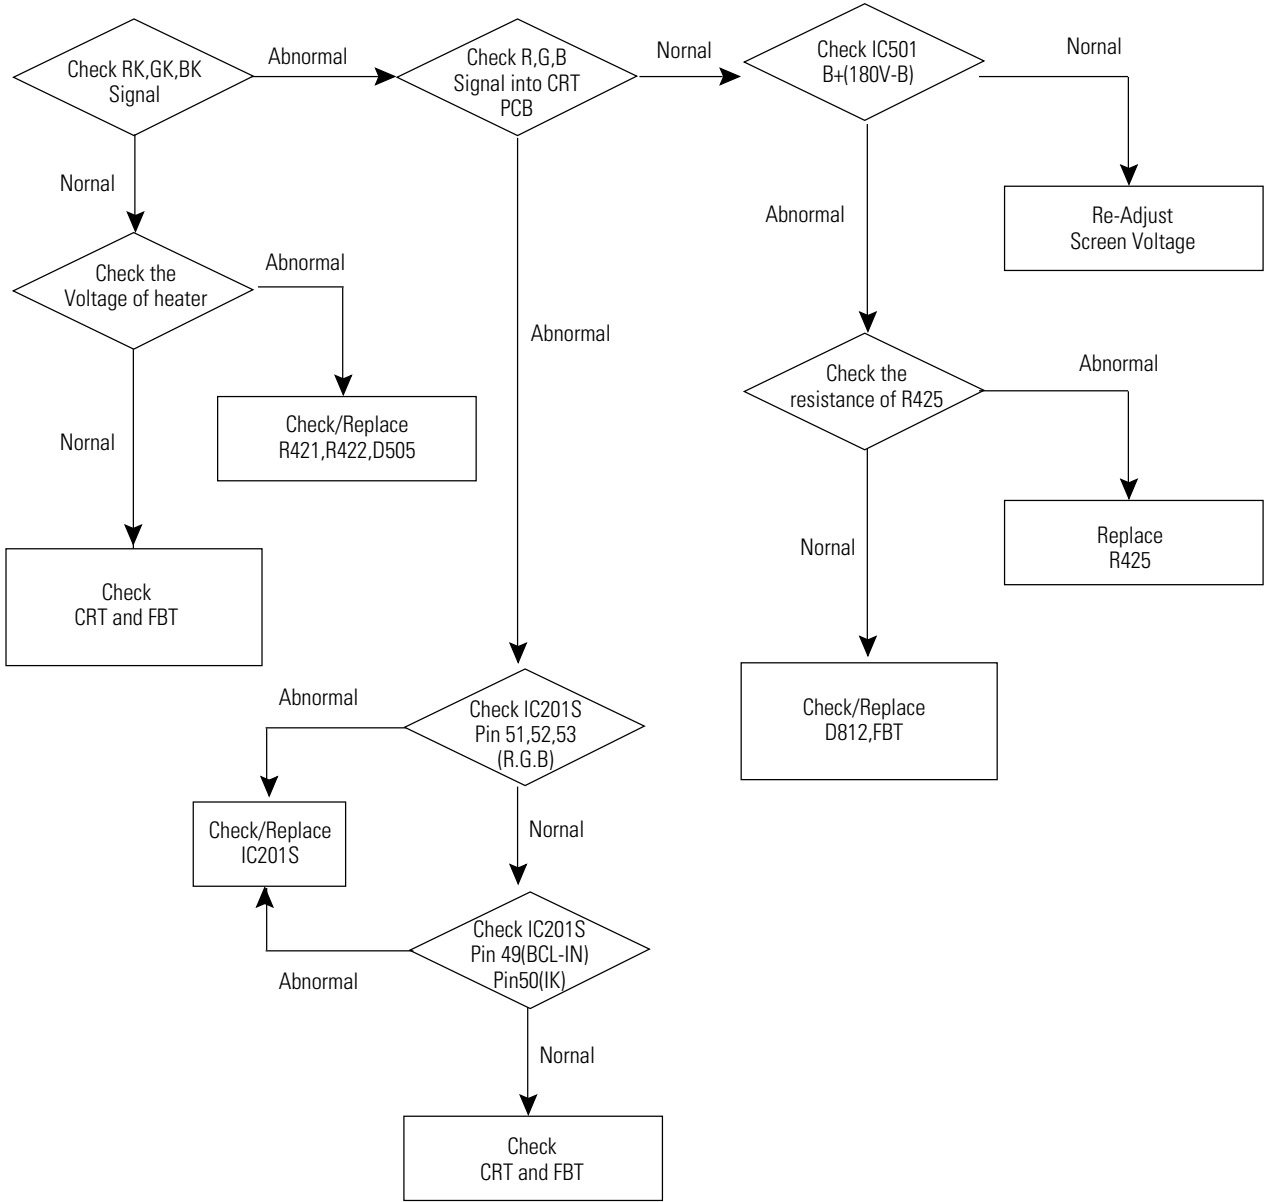 Check RK,GK,BK
Signal
Abnormal
Check R,G,B
Signal into CRT
PCB
Nornal
Check IC501
B+(180V-B)
Nornal
Re-Adjust
Screen Voltage
Nornal
Abnormal
Check the
Voltage of heater
Abnormal
Abnormal
Check the
resistance of R425
Abnormal
Check/Replace
R421,R422,D505
Nornal
Replace
R425
Nornal
Check
CRT and FBT
Abnormal
Check IC201S
Pin 51,52,53
(R.G.B)
Check/Replace
D812,FBT
Check/Replace
IC201S
Nornal
Check IC201S
Pin 49(BCL-IN)
Pin50(IK)
Abnormal
Nornal
Check
CRT and FBT